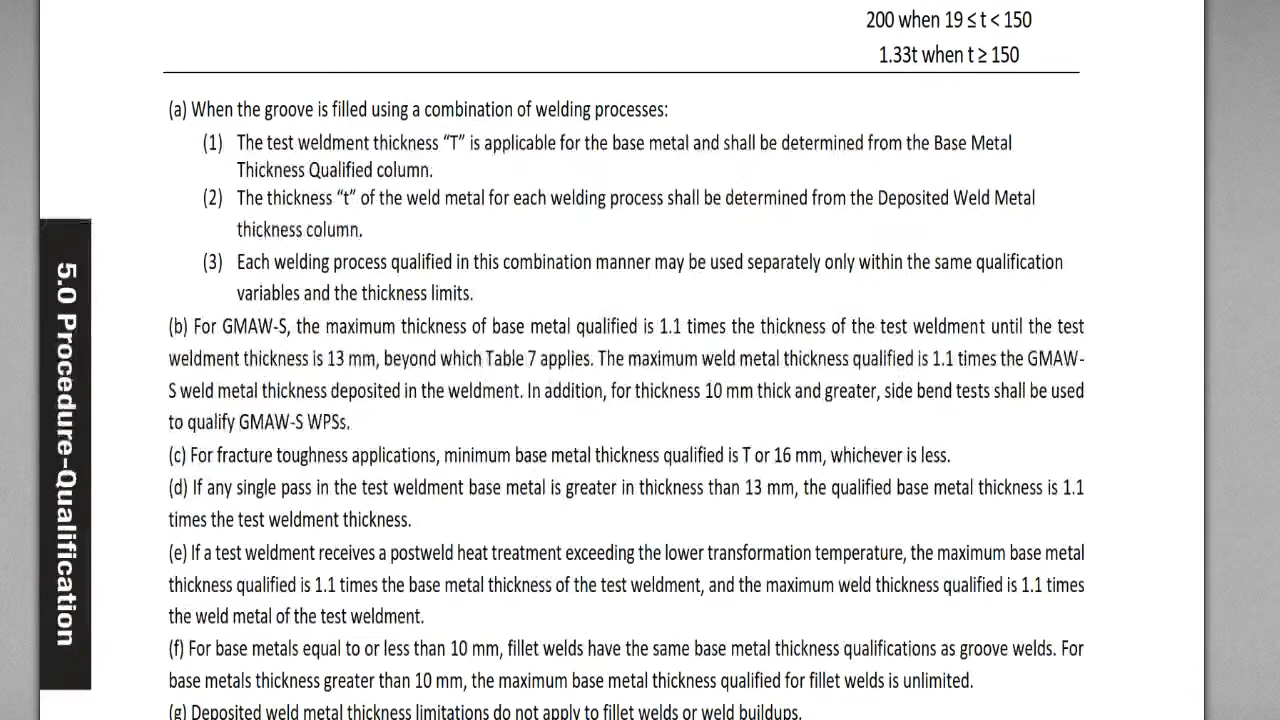 200 when 19 ≤ t < 150
1.33t when t ≥ 150
(a) When the groove is filled using a combination of welding processes:
(1) The test weldment thickness “T” is applicable for the base metal and shall be determined from the Base Metal
Thickness Qualified column.
(2) The thickness “t” of the weld metal for each welding process shall be determined from the Deposited Weld Metal
thickness column.
(3) Each welding process qualified in this combination manner may be used separately only within the same qualification
variables and the thickness limits.
(b) For GMAW-S, the maximum thickness of base metal qualified is 1.1 times the thickness of the test weldment until the test
weldment thickness is 13 mm, beyond which Table 7 applies. The maximum weld metal thickness qualified is 1.1 times the GMAW-
S weld metal thickness deposited in the weldment. In addition, for thickness 10 mm thick and greater, side bend tests shall be used
to qualify GMAW-S WPSs.
(c) For fracture toughness applications, minimum base metal thickness qualified is T or 16 mm, whichever is less.
(d) If any single pass in the test weldment base metal is greater in thickness than 13 mm, the qualified base metal thickness is 1.1
times the test weldment thickness.
(e) If a test weldment receives a postweld heat treatment exceeding the lower transformation temperature, the maximum base metal
thickness qualified is 1.1 times the base metal thickness of the test weldment, and the maximum weld thickness qualified is 1.1 times
the weld metal of the test weldment.
(f) For base metals equal to or less than 10 mm, fillet welds have the same base metal thickness qualifications as groove welds. For
base metals thickness greater than 10 mm, the maximum base metal thickness qualified for fillet welds is unlimited.
(g) Deposited weld metal thickness limitations do not apply to fillet welds or weld buildups.
5.0 Procedure-Qualification